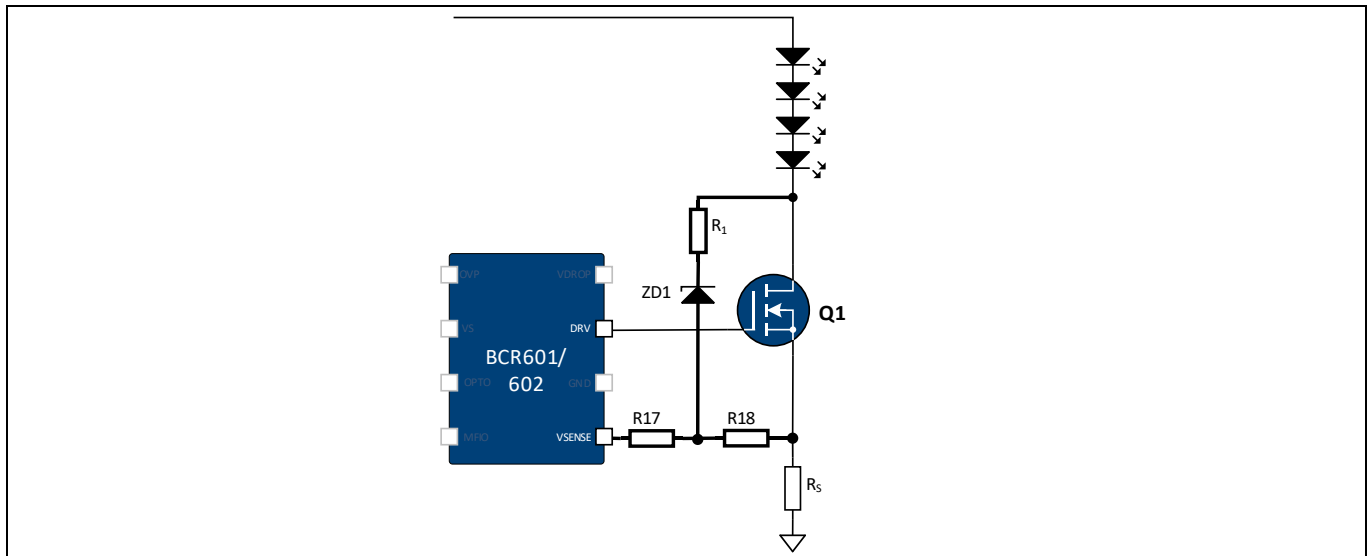 R1
ZD1
Q1
OVP
VDROP
VS
DRV
BCR601/
602
OPTO
GND
MFIO
VSENSE
R17
R18
RS